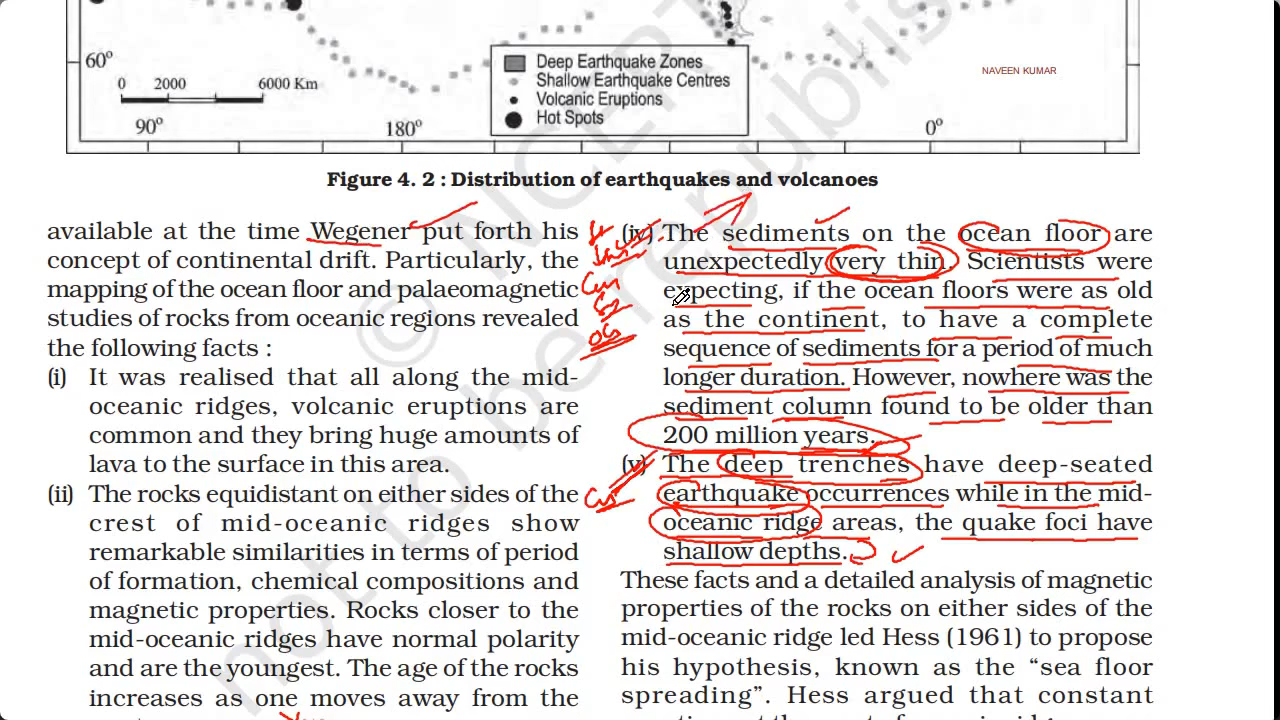 60º
0 2000 6000 Km
Deep Earthquake Zones
Shallow Earthquake Centres
Volcanic Eruptions
Hot Spots
NAVEEN KUMAR
90º 180º 0º
Figure 4. 2 : Distribution of earthquakes and volcanoes
available at the time Wegener put forth his
concept of continental drift. Particularly, the
mapping of the ocean floor and palaeomagnetic
studies of rocks from oceanic regions revealed
the following facts :
(i) It was realised that all along the mid-
oceanic ridges, volcanic eruptions are
common and they bring huge amounts of
lava to the surface in this area.
(ii) The rocks equidistant on either sides of the
crest of mid-oceanic ridges show
remarkable similarities in terms of period
of formation, chemical compositions and
magnetic properties. Rocks closer to the
mid-oceanic ridges have normal polarity
and are the youngest. The age of the rocks
increases as one moves away from the
(iv) The sediments on the ocean floor are
unexpectedly very thin. Scientists were
expecting, if the ocean floors were as old
as the continent, to have a complete
sequence of sediments for a period of much
longer duration. However, nowhere was the
sediment column found to be older than
200 million years.
(v) The deep trenches have deep-seated
earthquake occurrences while in the mid-
oceanic ridge areas, the quake foci have
shallow depths.
These facts and a detailed analysis of magnetic
properties of the rocks on either sides of the
mid-oceanic ridge led Hess (1961) to propose
his hypothesis, known as the “sea floor
spreading”. Hess argued that constant
© NCERT
not to be republis